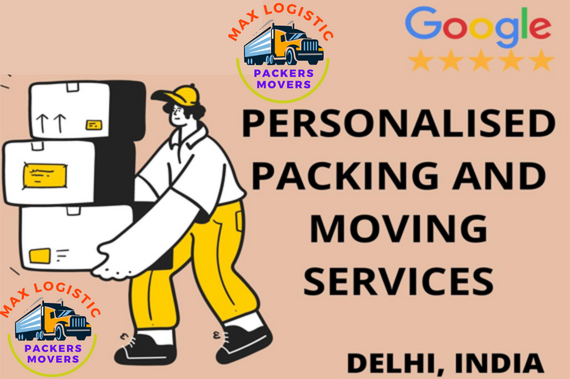 MAX LOGISTIC
PACKERS
MOVERS
Google
PERSONALISED
PACKING AND
MOVING
SERVICES
MAX LOGISTIC
PACKERS
MOVERS
DELHI, INDIA